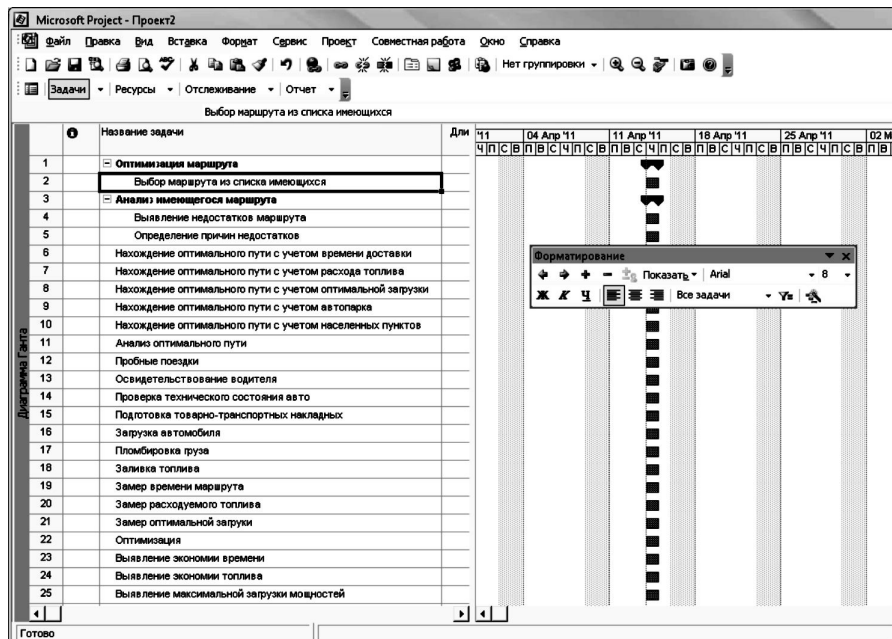 Microsoft Project - Проект2
Файл Правка Вид Вставка Формат Сервис Проект Совместная работа Окно Справка
Нет группировки
Задачи Ресурсы Отслеживание Отчет
Выбор маршрута из списка имеющихся
Название задачи Дли '11 04 Апр '11 11 Апр '11 18 Апр '11 25 Апр '11 02 М
Ч П С В П В С Ч П С В П В С Ч П С В П В С Ч П С В П В С Ч П С В П В
1 Оптимизация маршрута
2 Выбор маршрута из списка имеющихся
3 Анализ имеющегося маршрута
4 Выявление недостатков маршрута
5 Определение причин недостатков
6 Нахождение оптимального пути с учетом времени доставки
7 Нахождение оптимального пути с учетом расхода топлива
8 Нахождение оптимального пути с учетом оптимальной загрузки
9 Нахождение оптимального пути с учетом автопарка
10 Нахождение оптимального пути с учетом населенных пунктов
11 Анализ оптимального пути
12 Пробные поездки
13 Освидетельствование водителя
14 Проверка технического состояния авто
15 Подготовка товарно-транспортных накладных
16 Загрузка автомобиля
17 Пломбировка груза
18 Заливка топлива
19 Замер времени маршрута
20 Замер расходуемого топлива
21 Замер оптимальной загруки
22 Оптимизация
23 Выявление экономии времени
24 Выявление экономии топлива
25 Выявление максимальной загрузки мощностей
Форматирование
Показать Arial 8
Ж К Ч Все задачи
Диаграмма Ганта
Готово